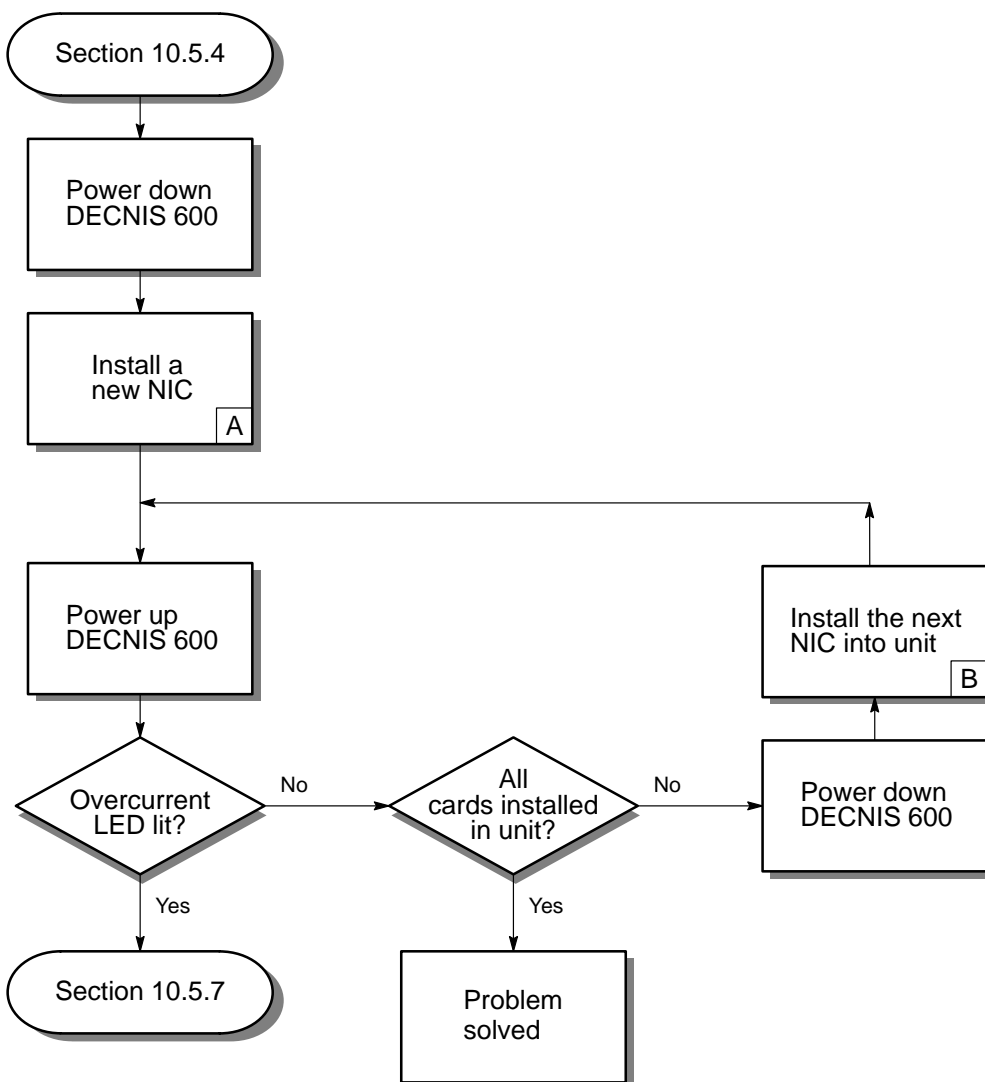 Section 10.5.4
Power down
DECNIS 600
Install a
new NIC
A
Power up
DECNIS 600
Install the next
NIC into unit
B
Overcurrent
LED lit?
No
All
cards installed
in unit?
No
Power down
DECNIS 600
Yes
Yes
Section 10.5.7
Problem
solved